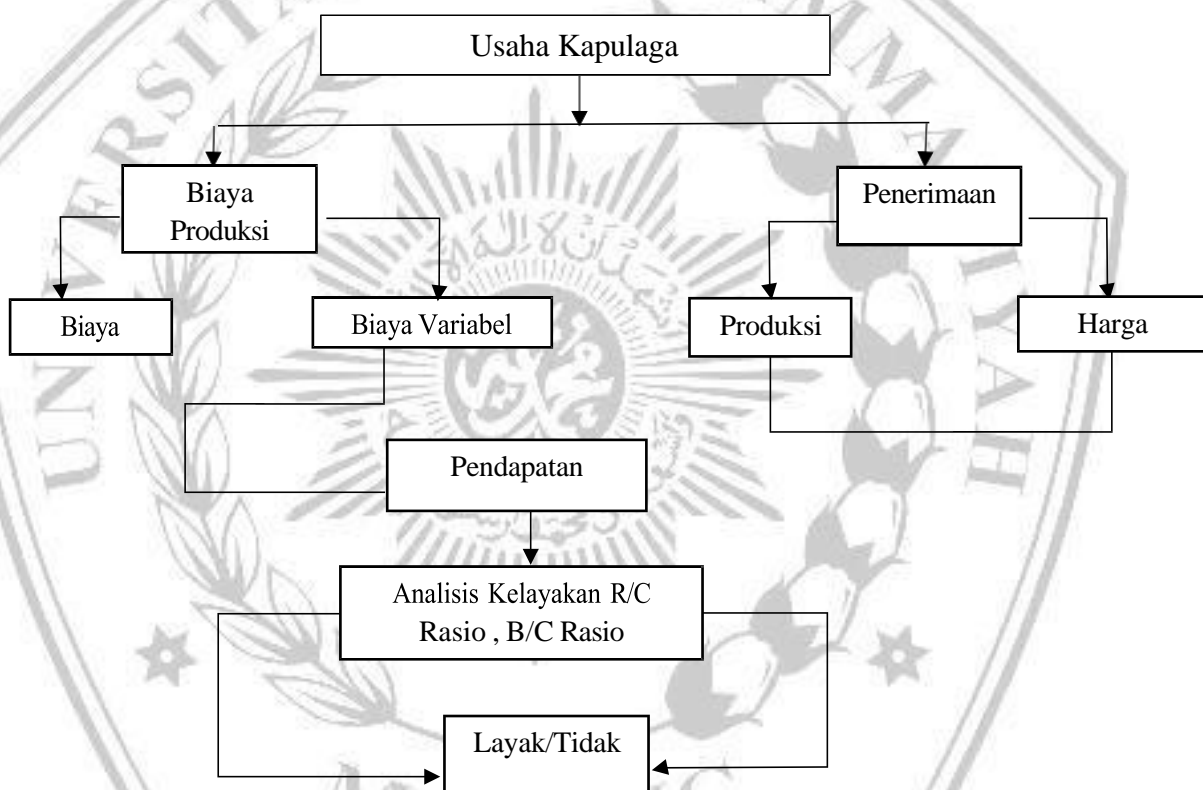 Usaha Kapulaga
Biaya
Produksi
Penerimaan
Biaya
Biaya Variabel
Produksi
Harga
Pendapatan
Analisis Kelayakan R/C
Rasio , B/C Rasio
Layak/Tidak